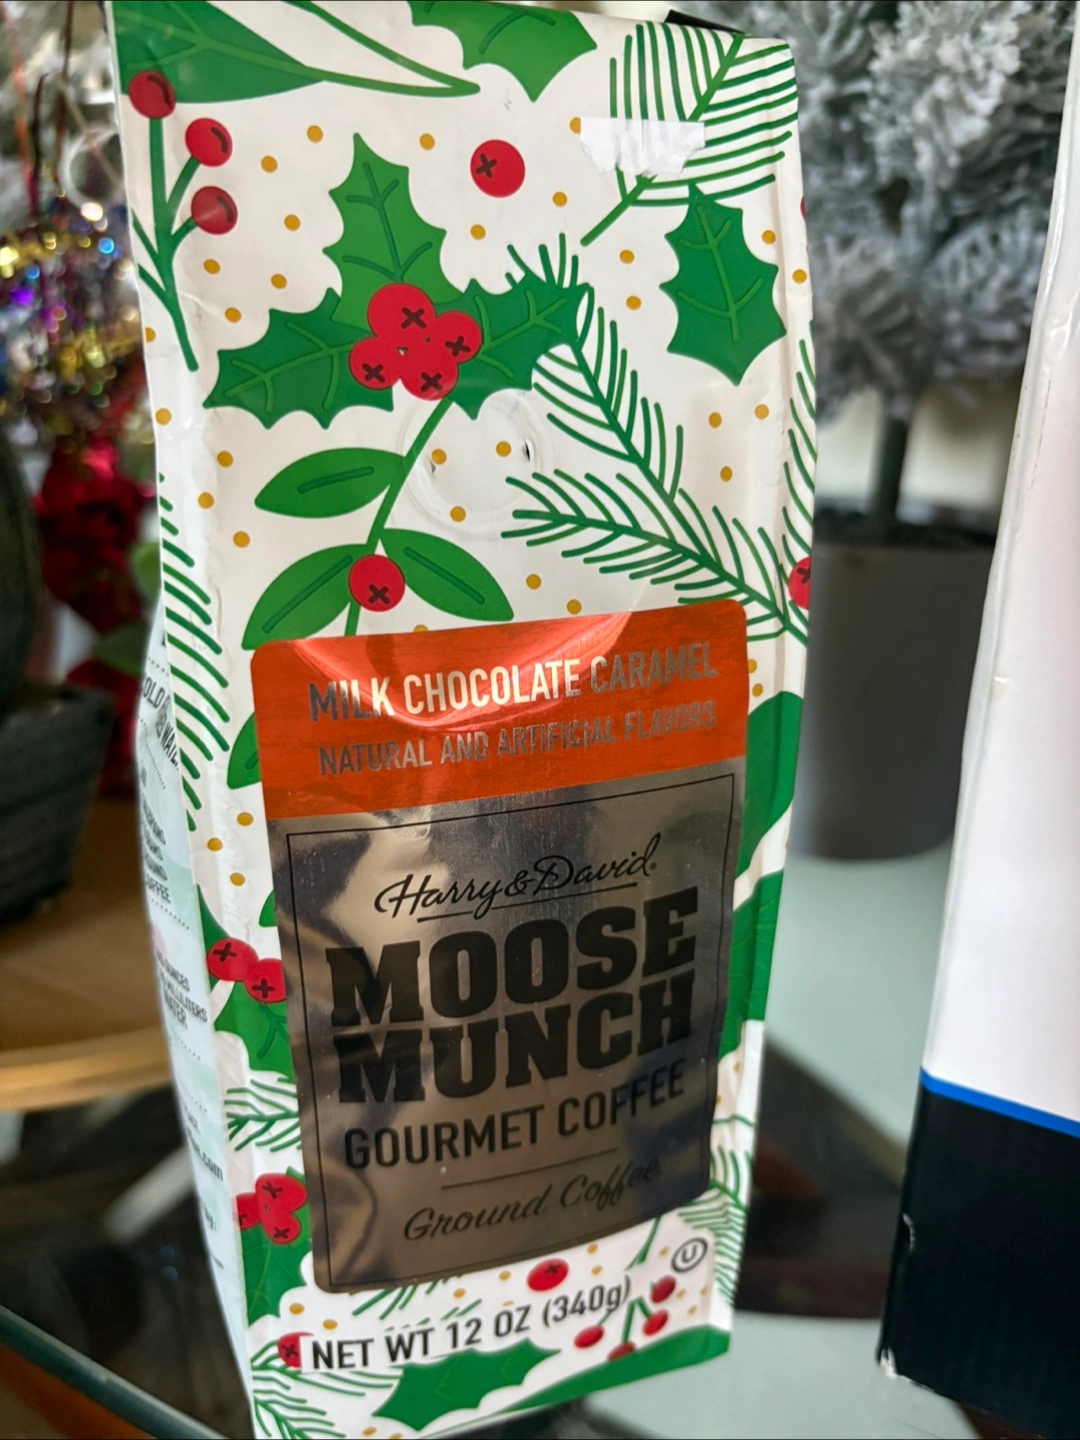 MILK CHOCOLATE CARAMEL
NATURAL AND ARTIFICIAL FLAVORS
Harry & David
MOOSE
MUNCH
GOURMET COFFEE
Ground Coffee
U
NET WT 12 OZ (340g)